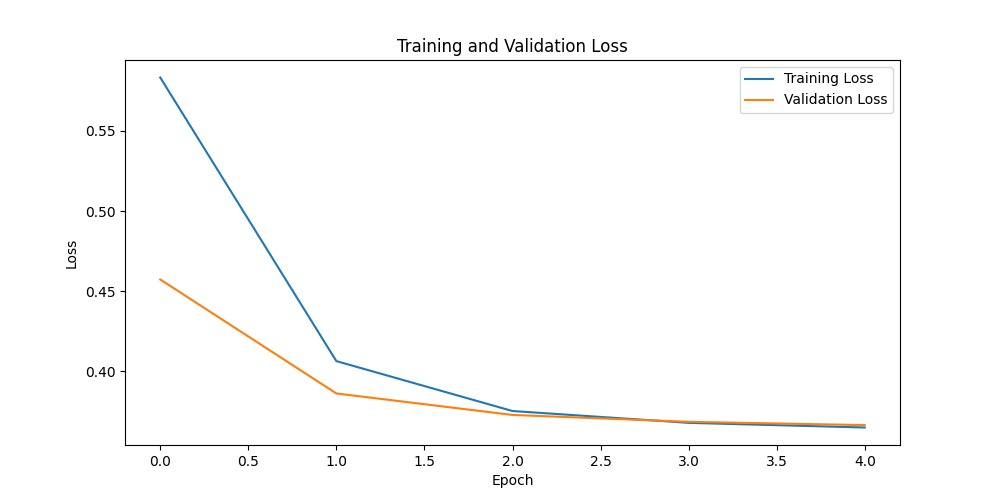 Training and Validation Loss
Training Loss
Validation Loss
0.55
0.50
0.45
0.40
Loss
0.0 0.5 1.0 1.5 2.0 2.5 3.0 3.5 4.0
Epoch